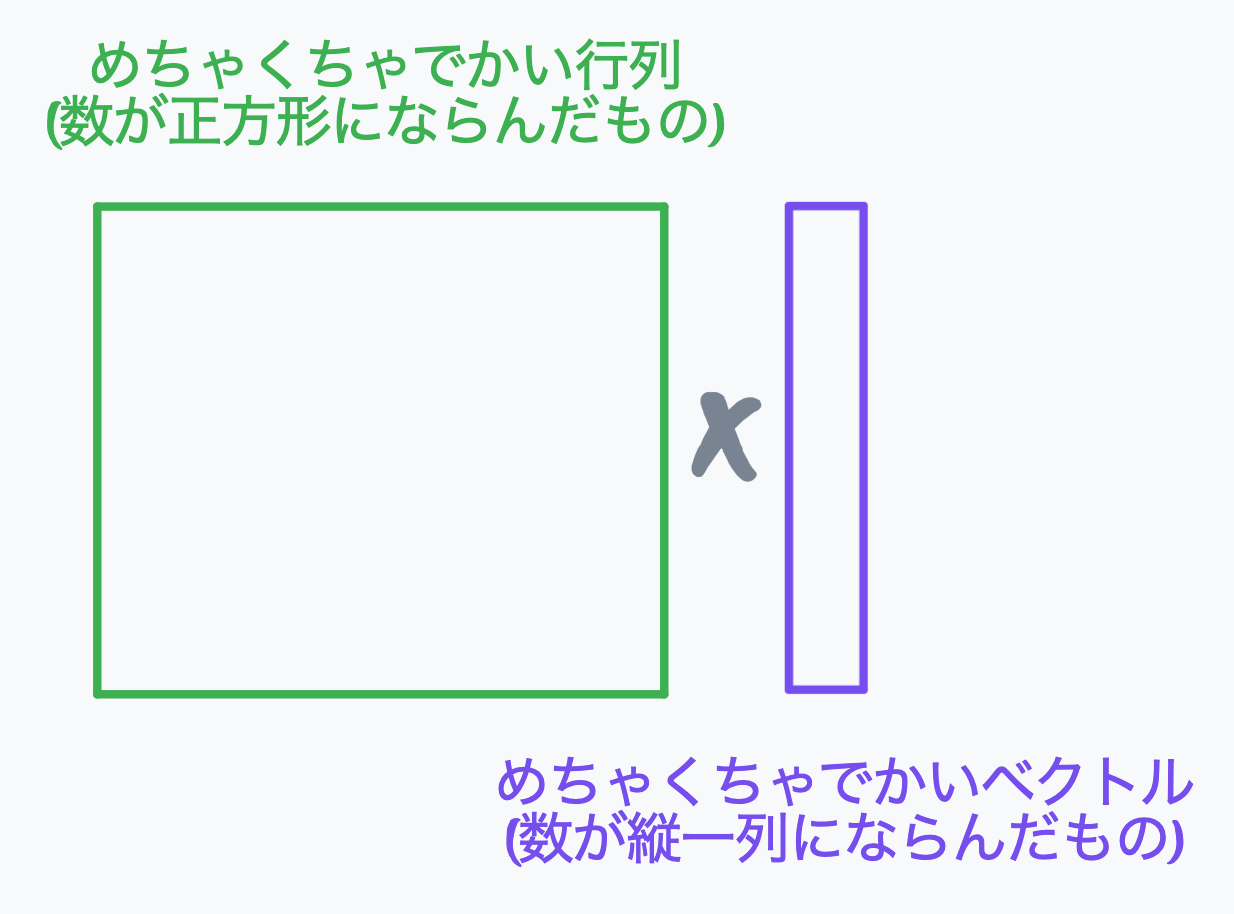 めちゃくちゃでかい行列
(数が正方形にならんだもの)
x
めちゃくちゃでかいベクトル
(数が縦一列にならんだもの)